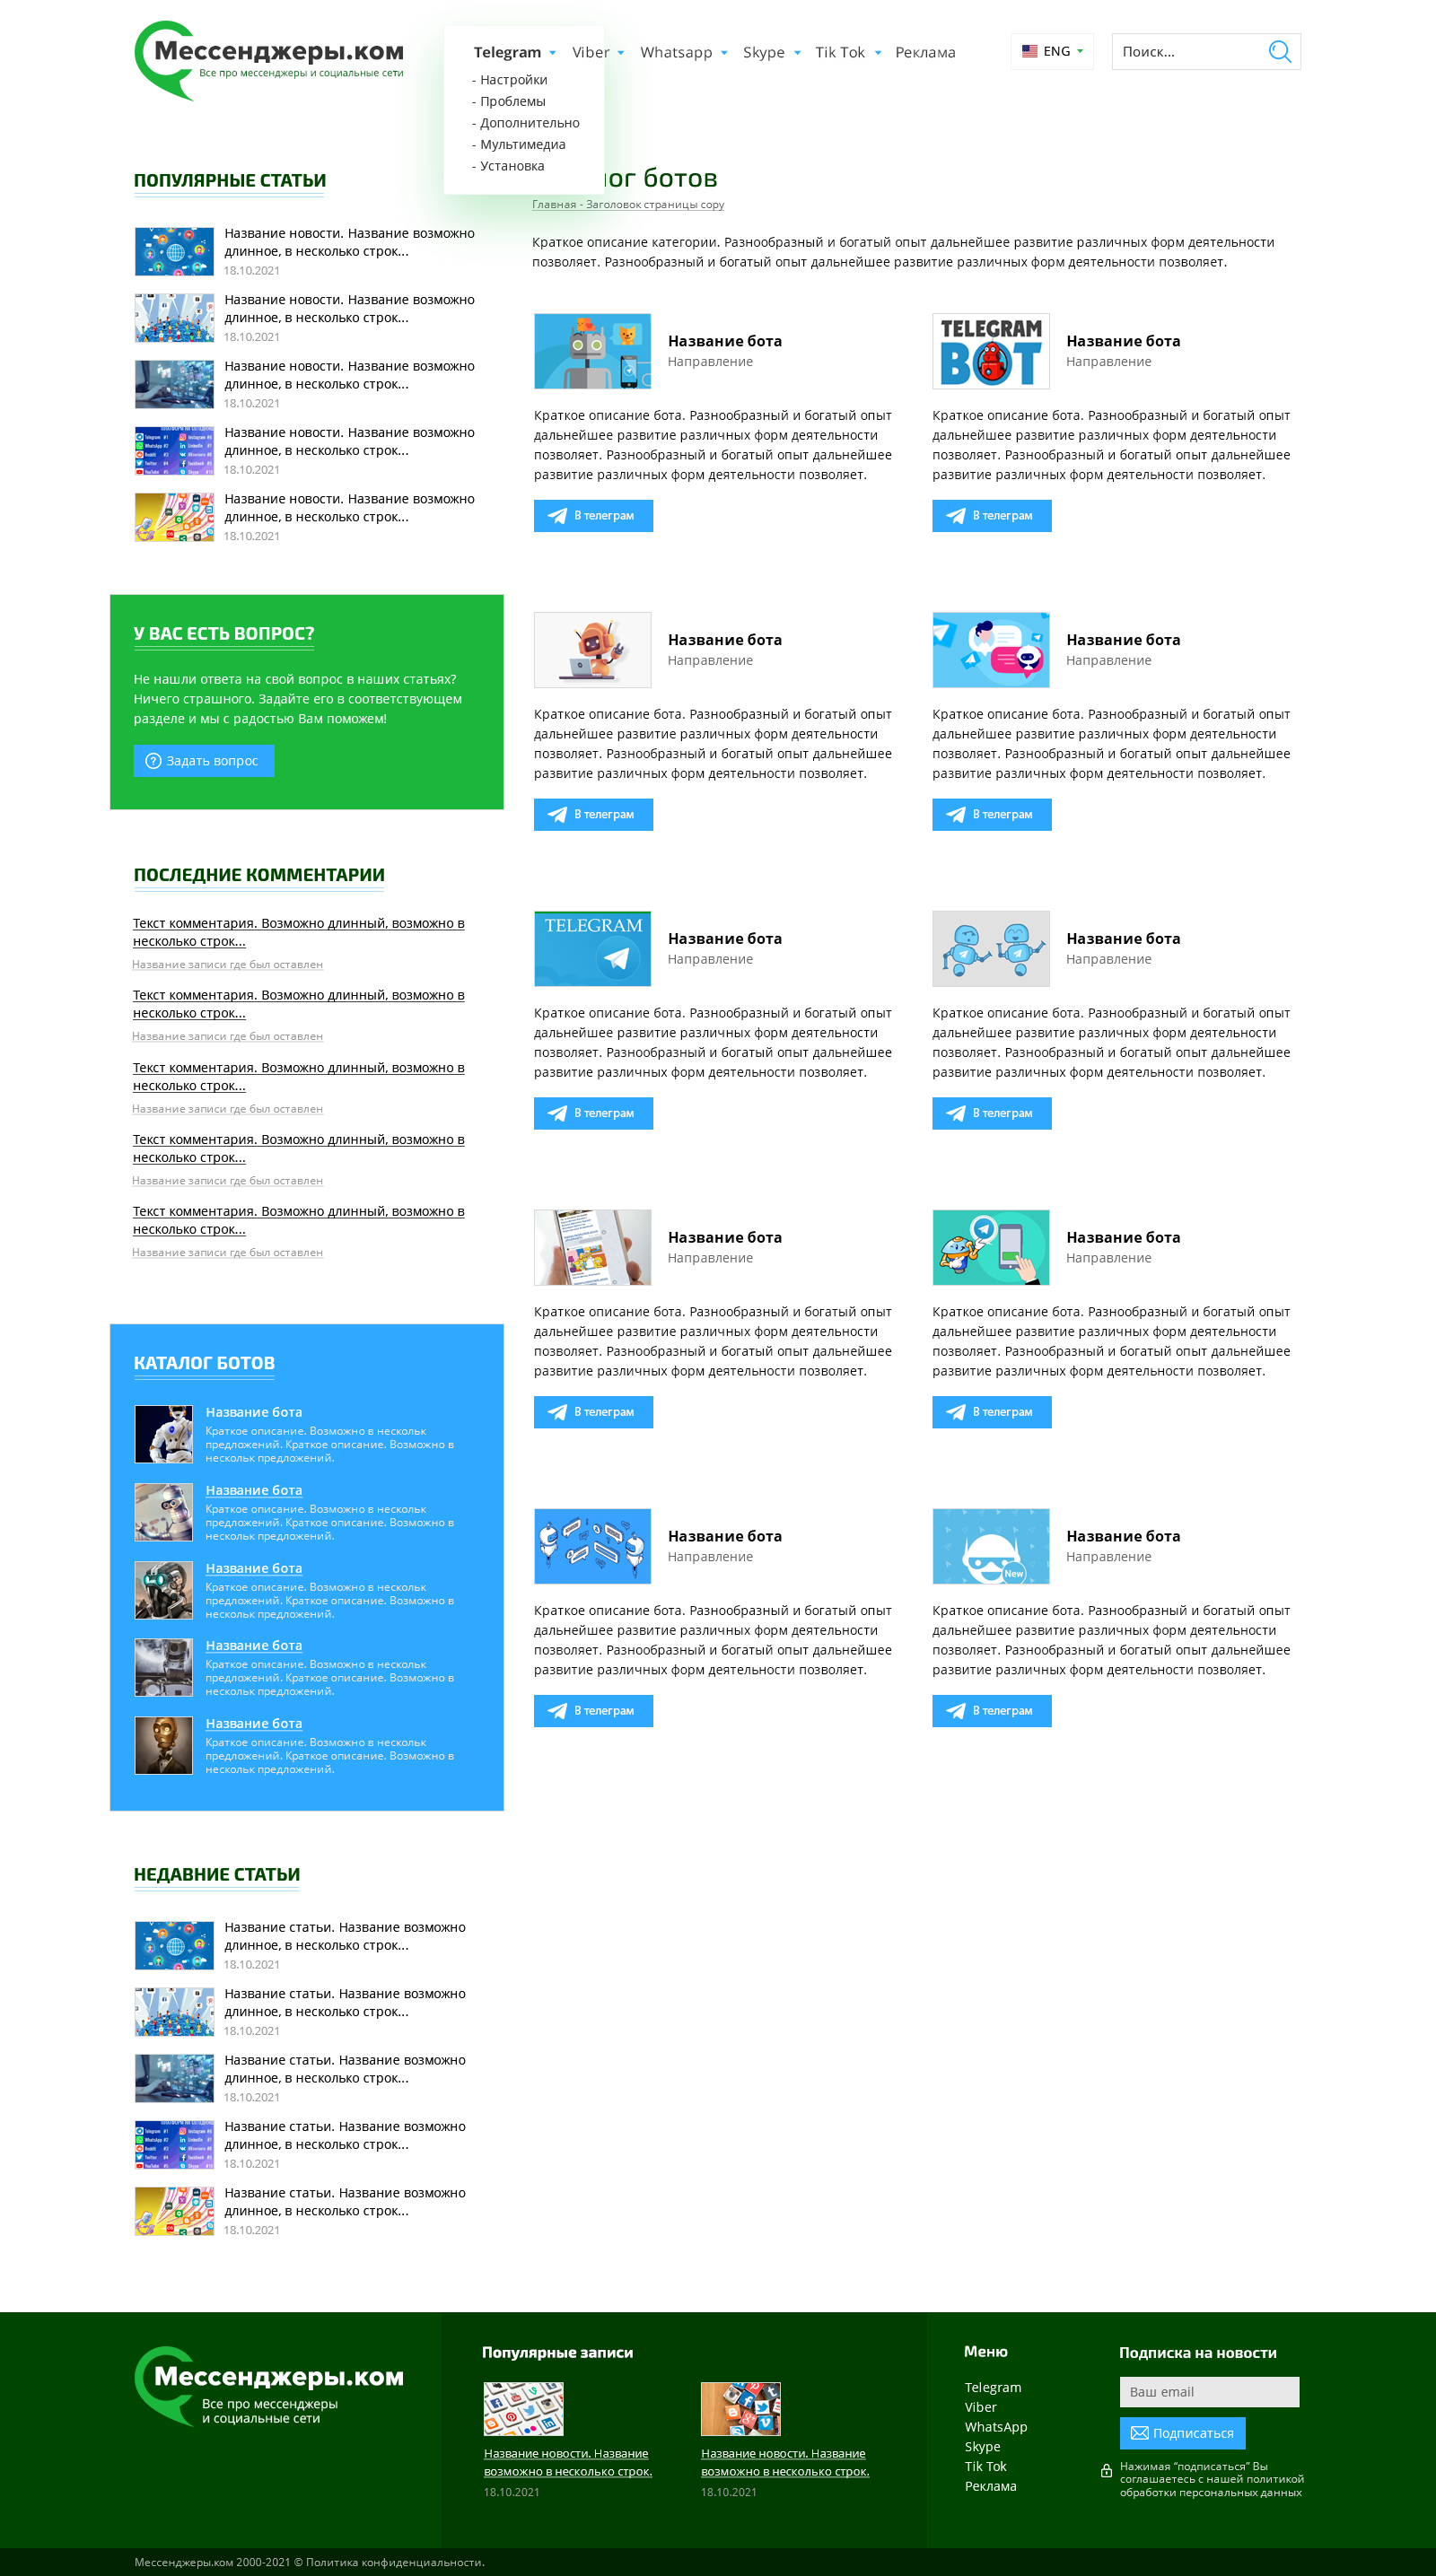 Мессенджеры.ком
Все про мессенджеры и социальные сети
Telegram Viber Whatsapp Skype Tik Tok Реклама
- Настройки
- Проблемы
- Дополнительно
- Мультимедиа
- Установка
ENG
Поиск...
ПОПУЛЯРНЫЕ СТАТЬИ
Название новости. Название возможно
длинное, в несколько строк...
18.10.2021
Название новости. Название возможно
длинное, в несколько строк...
18.10.2021
Название новости. Название возможно
длинное, в несколько строк...
18.10.2021
Название новости. Название возможно
длинное, в несколько строк...
18.10.2021
Название новости. Название возможно
длинное, в несколько строк...
18.10.2021
У ВАС ЕСТЬ ВОПРОС?
Не нашли ответа на свой вопрос в наших статьях?
Ничего страшного. Задайте его в соответствующем
разделе и мы с радостью Вам поможем!
Задать вопрос
ПОСЛЕДНИЕ КОММЕНТАРИИ
Текст комментария. Возможно длинный, возможно в
несколько строк...
Название записи где был оставлен
Текст комментария. Возможно длинный, возможно в
несколько строк...
Название записи где был оставлен
Текст комментария. Возможно длинный, возможно в
несколько строк...
Название записи где был оставлен
Текст комментария. Возможно длинный, возможно в
несколько строк...
Название записи где был оставлен
Текст комментария. Возможно длинный, возможно в
несколько строк...
Название записи где был оставлен
КАТАЛОГ БОТОВ
Название бота
Краткое описание. Возможно в нескольк
предложений. Краткое описание. Возможно в
нескольк предложений.
Название бота
Краткое описание. Возможно в нескольк
предложений. Краткое описание. Возможно в
нескольк предложений.
Название бота
Краткое описание. Возможно в нескольк
предложений. Краткое описание. Возможно в
нескольк предложений.
Название бота
Краткое описание. Возможно в нескольк
предложений. Краткое описание. Возможно в
нескольк предложений.
Название бота
Краткое описание. Возможно в нескольк
предложений. Краткое описание. Возможно в
нескольк предложений.
НЕДАВНИЕ СТАТЬИ
Название статьи. Название возможно
длинное, в несколько строк...
18.10.2021
Название статьи. Название возможно
длинное, в несколько строк...
18.10.2021
Название статьи. Название возможно
длинное, в несколько строк...
18.10.2021
Название статьи. Название возможно
длинное, в несколько строк...
18.10.2021
Название статьи. Название возможно
длинное, в несколько строк...
18.10.2021
ог ботов
Главная - Заголовок страницы сору
Краткое описание категории. Разнообразный и богатый опыт дальнейшее развитие различных форм деятельности
позволяет. Разнообразный и богатый опыт дальнейшее развитие различных форм деятельности позволяет.
Название бота
Направление
Краткое описание бота. Разнообразный и богатый опыт
дальнейшее развитие различных форм деятельности
позволяет. Разнообразный и богатый опыт дальнейшее
развитие различных форм деятельности позволяет.
В телеграм
TELEGRAM
BOT
Название бота
Направление
Краткое описание бота. Разнообразный и богатый опыт
дальнейшее развитие различных форм деятельности
позволяет. Разнообразный и богатый опыт дальнейшее
развитие различных форм деятельности позволяет.
В телеграм
Название бота
Направление
Краткое описание бота. Разнообразный и богатый опыт
дальнейшее развитие различных форм деятельности
позволяет. Разнообразный и богатый опыт дальнейшее
развитие различных форм деятельности позволяет.
В телеграм
Название бота
Направление
Краткое описание бота. Разнообразный и богатый опыт
дальнейшее развитие различных форм деятельности
позволяет. Разнообразный и богатый опыт дальнейшее
развитие различных форм деятельности позволяет.
В телеграм
TELEGRAM
Название бота
Направление
Краткое описание бота. Разнообразный и богатый опыт
дальнейшее развитие различных форм деятельности
позволяет. Разнообразный и богатый опыт дальнейшее
развитие различных форм деятельности позволяет.
В телеграм
Название бота
Направление
Краткое описание бота. Разнообразный и богатый опыт
дальнейшее развитие различных форм деятельности
позволяет. Разнообразный и богатый опыт дальнейшее
развитие различных форм деятельности позволяет.
В телеграм
Название бота
Направление
Краткое описание бота. Разнообразный и богатый опыт
дальнейшее развитие различных форм деятельности
позволяет. Разнообразный и богатый опыт дальнейшее
развитие различных форм деятельности позволяет.
В телеграм
Название бота
Направление
Краткое описание бота. Разнообразный и богатый опыт
дальнейшее развитие различных форм деятельности
позволяет. Разнообразный и богатый опыт дальнейшее
развитие различных форм деятельности позволяет.
В телеграм
Название бота
Направление
Краткое описание бота. Разнообразный и богатый опыт
дальнейшее развитие различных форм деятельности
позволяет. Разнообразный и богатый опыт дальнейшее
развитие различных форм деятельности позволяет.
В телеграм
New
Название бота
Направление
Краткое описание бота. Разнообразный и богатый опыт
дальнейшее развитие различных форм деятельности
позволяет. Разнообразный и богатый опыт дальнейшее
развитие различных форм деятельности позволяет.
В телеграм
Мессенджеры.ком
Все про мессенджеры
и социальные сети
Популярные записи
Название новости. Название
возможно в несколько строк.
18.10.2021
Название новости. Название
возможно в несколько строк.
18.10.2021
Меню
Telegram
Viber
WhatsApp
Skype
Tik Tok
Реклама
Подписка на новости
Ваш email
Подписаться
Нажимая “подписаться” Вы
соглашаетесь с нашей политикой
обработки персональных данных
Мессенджеры.ком 2000-2021 © Политика конфиденциальности.